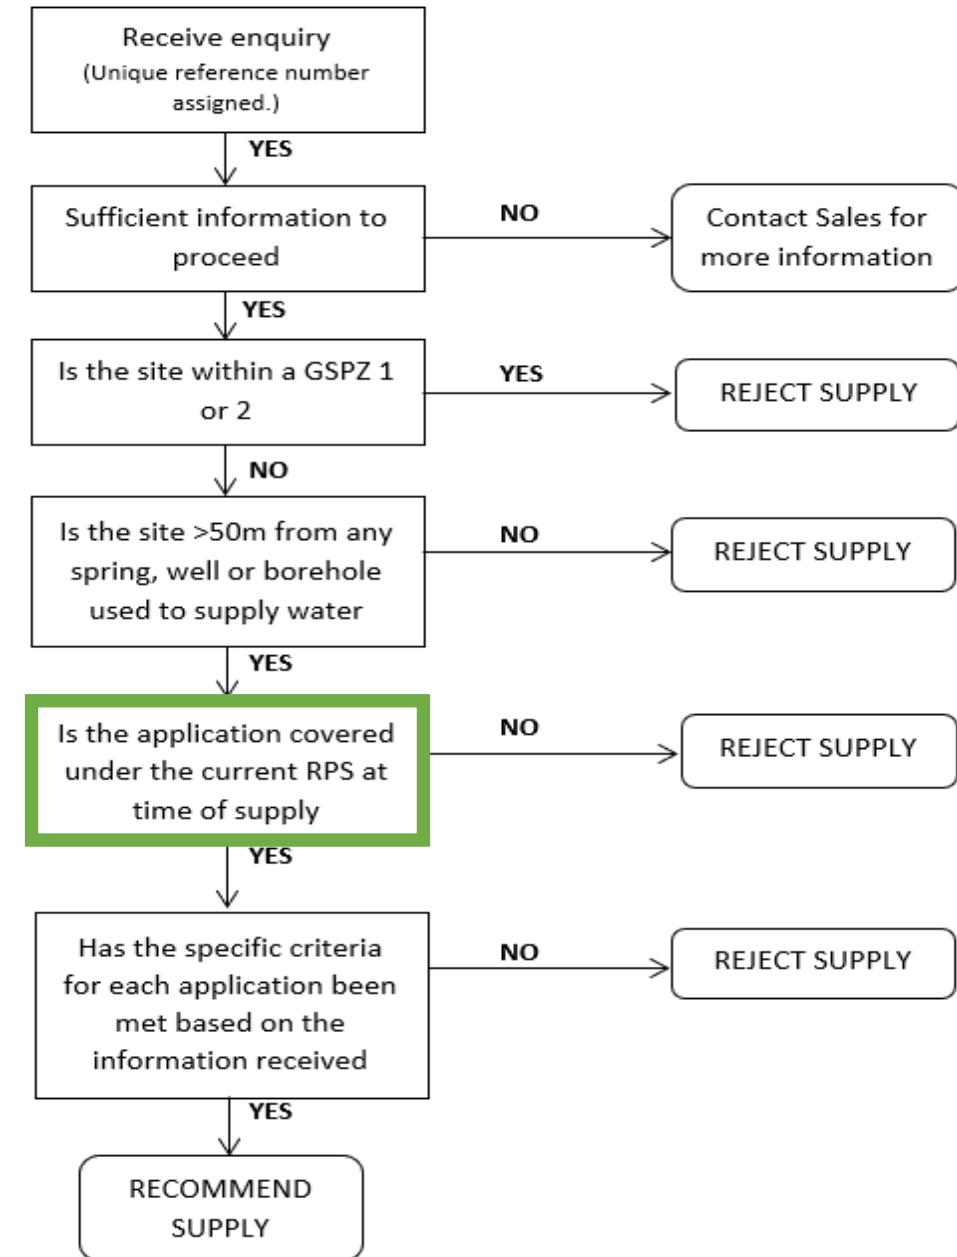 Receive enquiry
(Unique reference number
assigned.)
YES
Sufficient information to
proceed
NO
Contact Sales for
more information
YES
Is the site within a GSPZ 1
or 2
YES
REJECT SUPPLY
NO
Is the site >50m from any
spring, well or borehole
used to supply water
NO
REJECT SUPPLY
YES
Is the application covered
under the current RPS at
time of supply
NO
REJECT SUPPLY
YES
Has the specific criteria
for each application been
met based on the
information received
NO
REJECT SUPPLY
YES
RECOMMEND
SUPPLY